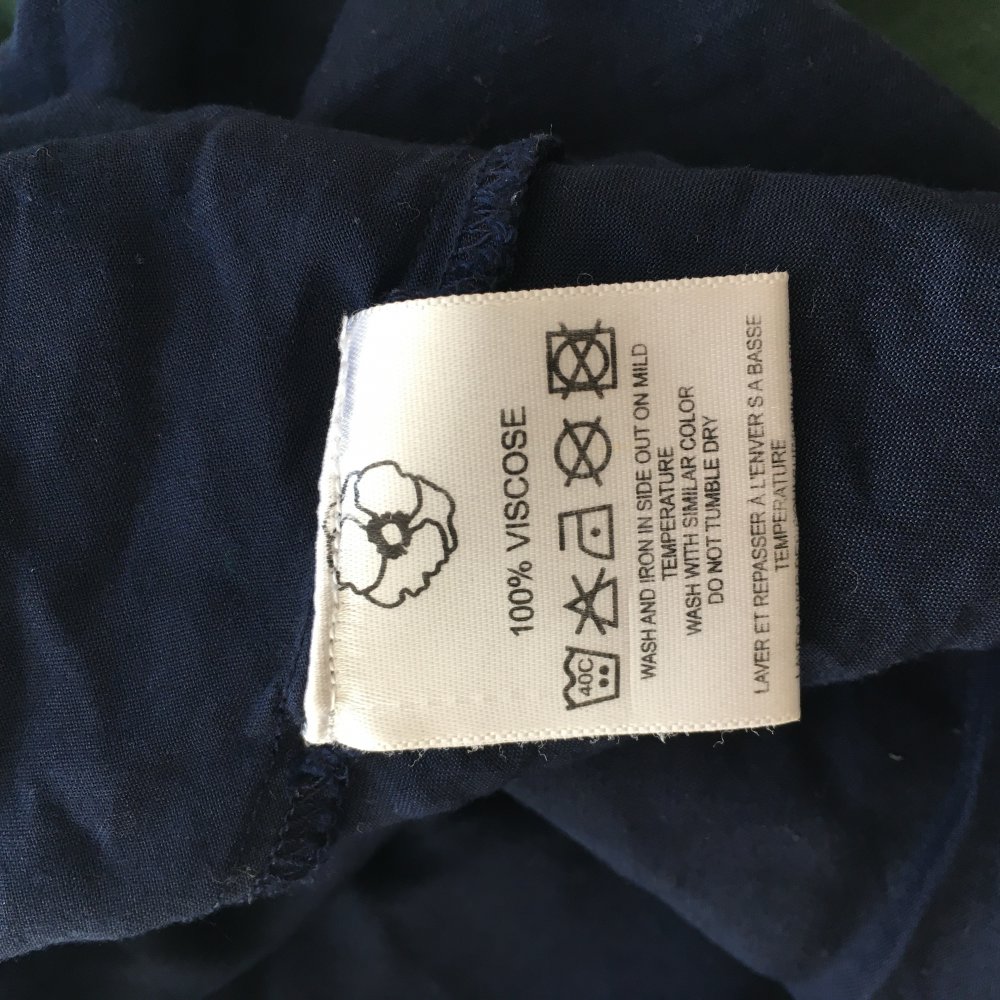 100% VISCOSE
40C
WASH AND IRON IN SIDE OUT ON MILD
TEMPERATURE
WASH WITH SIMILAR COLOR
DO NOT TUMBLE DRY
LAVER ET REPASSER À L'ENVER S A BASSE
TEMPERATURE